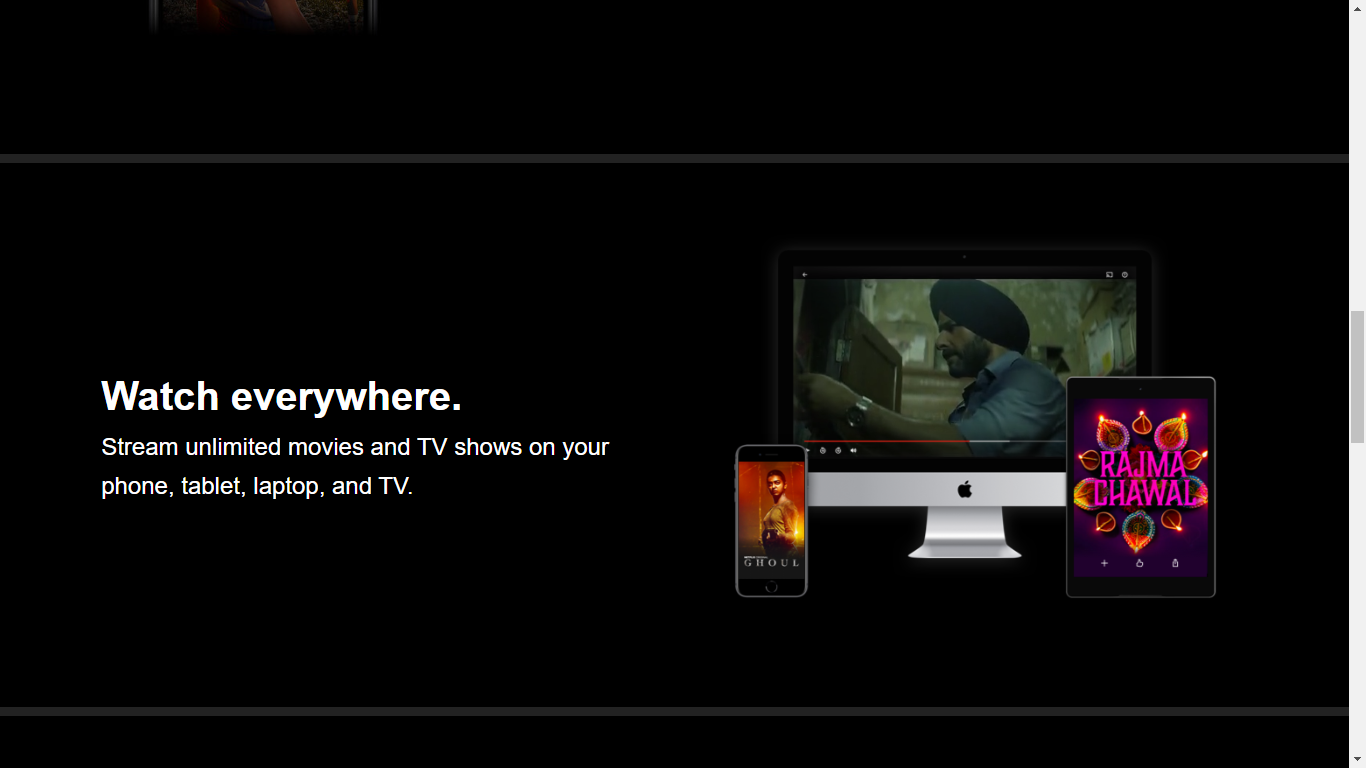 Watch everywhere.
Stream unlimited movies and TV shows on your
phone, tablet, laptop, and TV.
RAJMA
CHAWAL
GHOUL